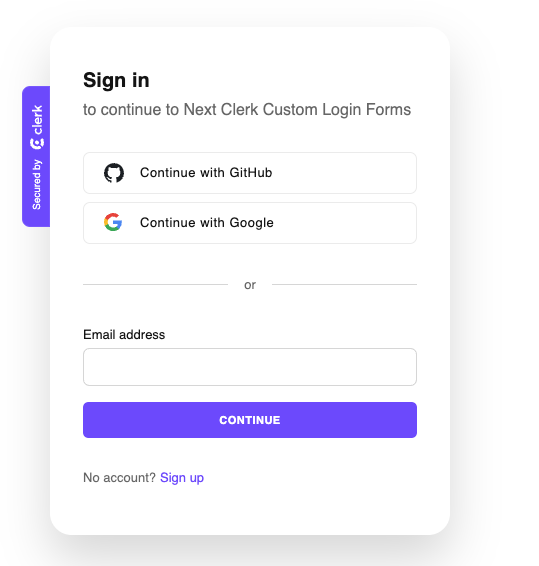 Sign in
to continue to Next Clerk Custom Login Forms
Secured by clerk
Continue with GitHub
Continue with Google
or
Email address
CONTINUE
No account? Sign up